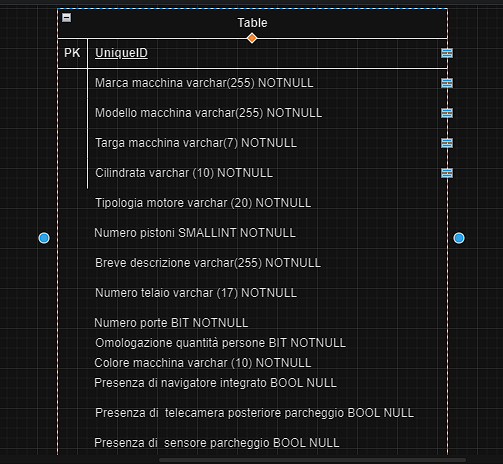 Table
PK UniqueID
Marca macchina varchar(255) NOTNULL
Modello macchina varchar(255) NOTNULL
Targa macchina varchar(7) NOTNULL
Cilindrata varchar (10) NOTNULL
Tipologia motore varchar (20) NOTNULL
Numero pistoni SMALLINT NOTNULL
Breve descrizione varchar(255) NOTNULL
Numero telaio varchar (17) NOTNULL
Numero porte BIT NOTNULL
Omologazione quantità persone BIT NOTNULL
Colore macchina varchar (10) NOTNULL
Presenza di navigatore integrato BOOL NULL
Presenza di  telecamera posteriore parcheggio BOOL NULL
Presenza di  sensore parcheggio BOOL NULL